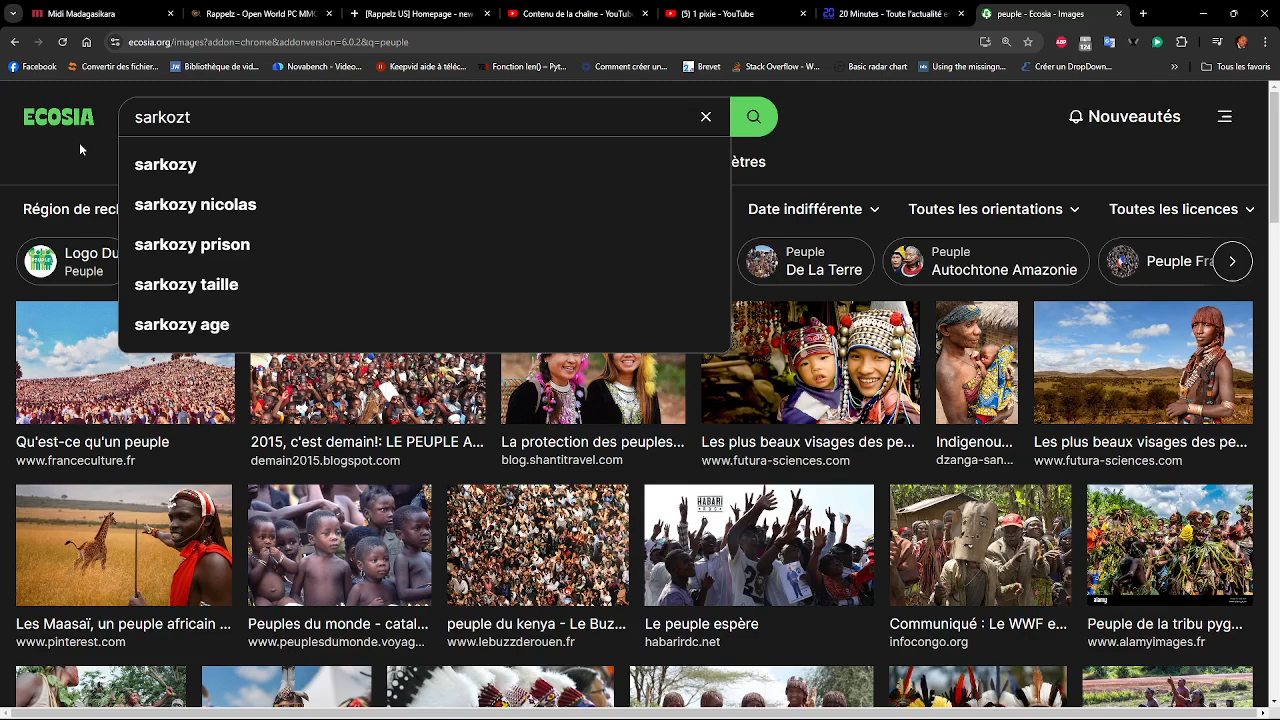 Midi Madagasikara
Rappelz - Open World PC MMO
[Rappelz US] Homepage - new
Contenu de la chaîne - YouTub
(5) 1 pixie - YouTube
20 Minutes - Toute l'actualité e
peuple - Ecosia - Images
ecosia.org/images?addon=chrome&addonversion=6.0.2&q=peuple
124
Facebook
Convertir des fichier...
Bibliothèque de vid...
Novabench - Video...
Keepvid aide à téléc...
Fonction len() – Pyt...
Comment créer un...
Brevet
Stack Overflow - W...
Basic radar chart
Using the missingn...
Créer un DropDown...
Tous les favoris
ECOSIA
sarkozt
Nouveautés
sarkozy
ètres
sarkozy nicolas
Région de rec
Date indifférente
Toutes les orientations
Toutes les licences
sarkozy prison
Logo Du
Peuple
Peuple
De La Terre
Peuple
Autochtone Amazonie
Peuple Fra
sarkozy taille
sarkozy age
Qu'est-ce qu'un peuple
www.franceculture.fr
2015, c'est demain!: LE PEUPLE A...
demain2015.blogspot.com
La protection des peuples...
blog.shantitravel.com
Les plus beaux visages des pe...
www.futura-sciences.com
Indigenou...
dzanga-san...
Les plus beaux visages des pe...
www.futura-sciences.com
HABARI
RDC
alamy
Les Maasaï, un peuple africain ...
www.pinterest.com
Peuples du monde - catal...
www.peuplesdumonde.voyag...
peuple du kenya - Le Buz...
www.lebuzzderouen.fr
Le peuple espère
habarirdc.net
Communiqué : Le WWF e...
infocongo.org
Peuple de la tribu pyg...
www.alamyimages.fr